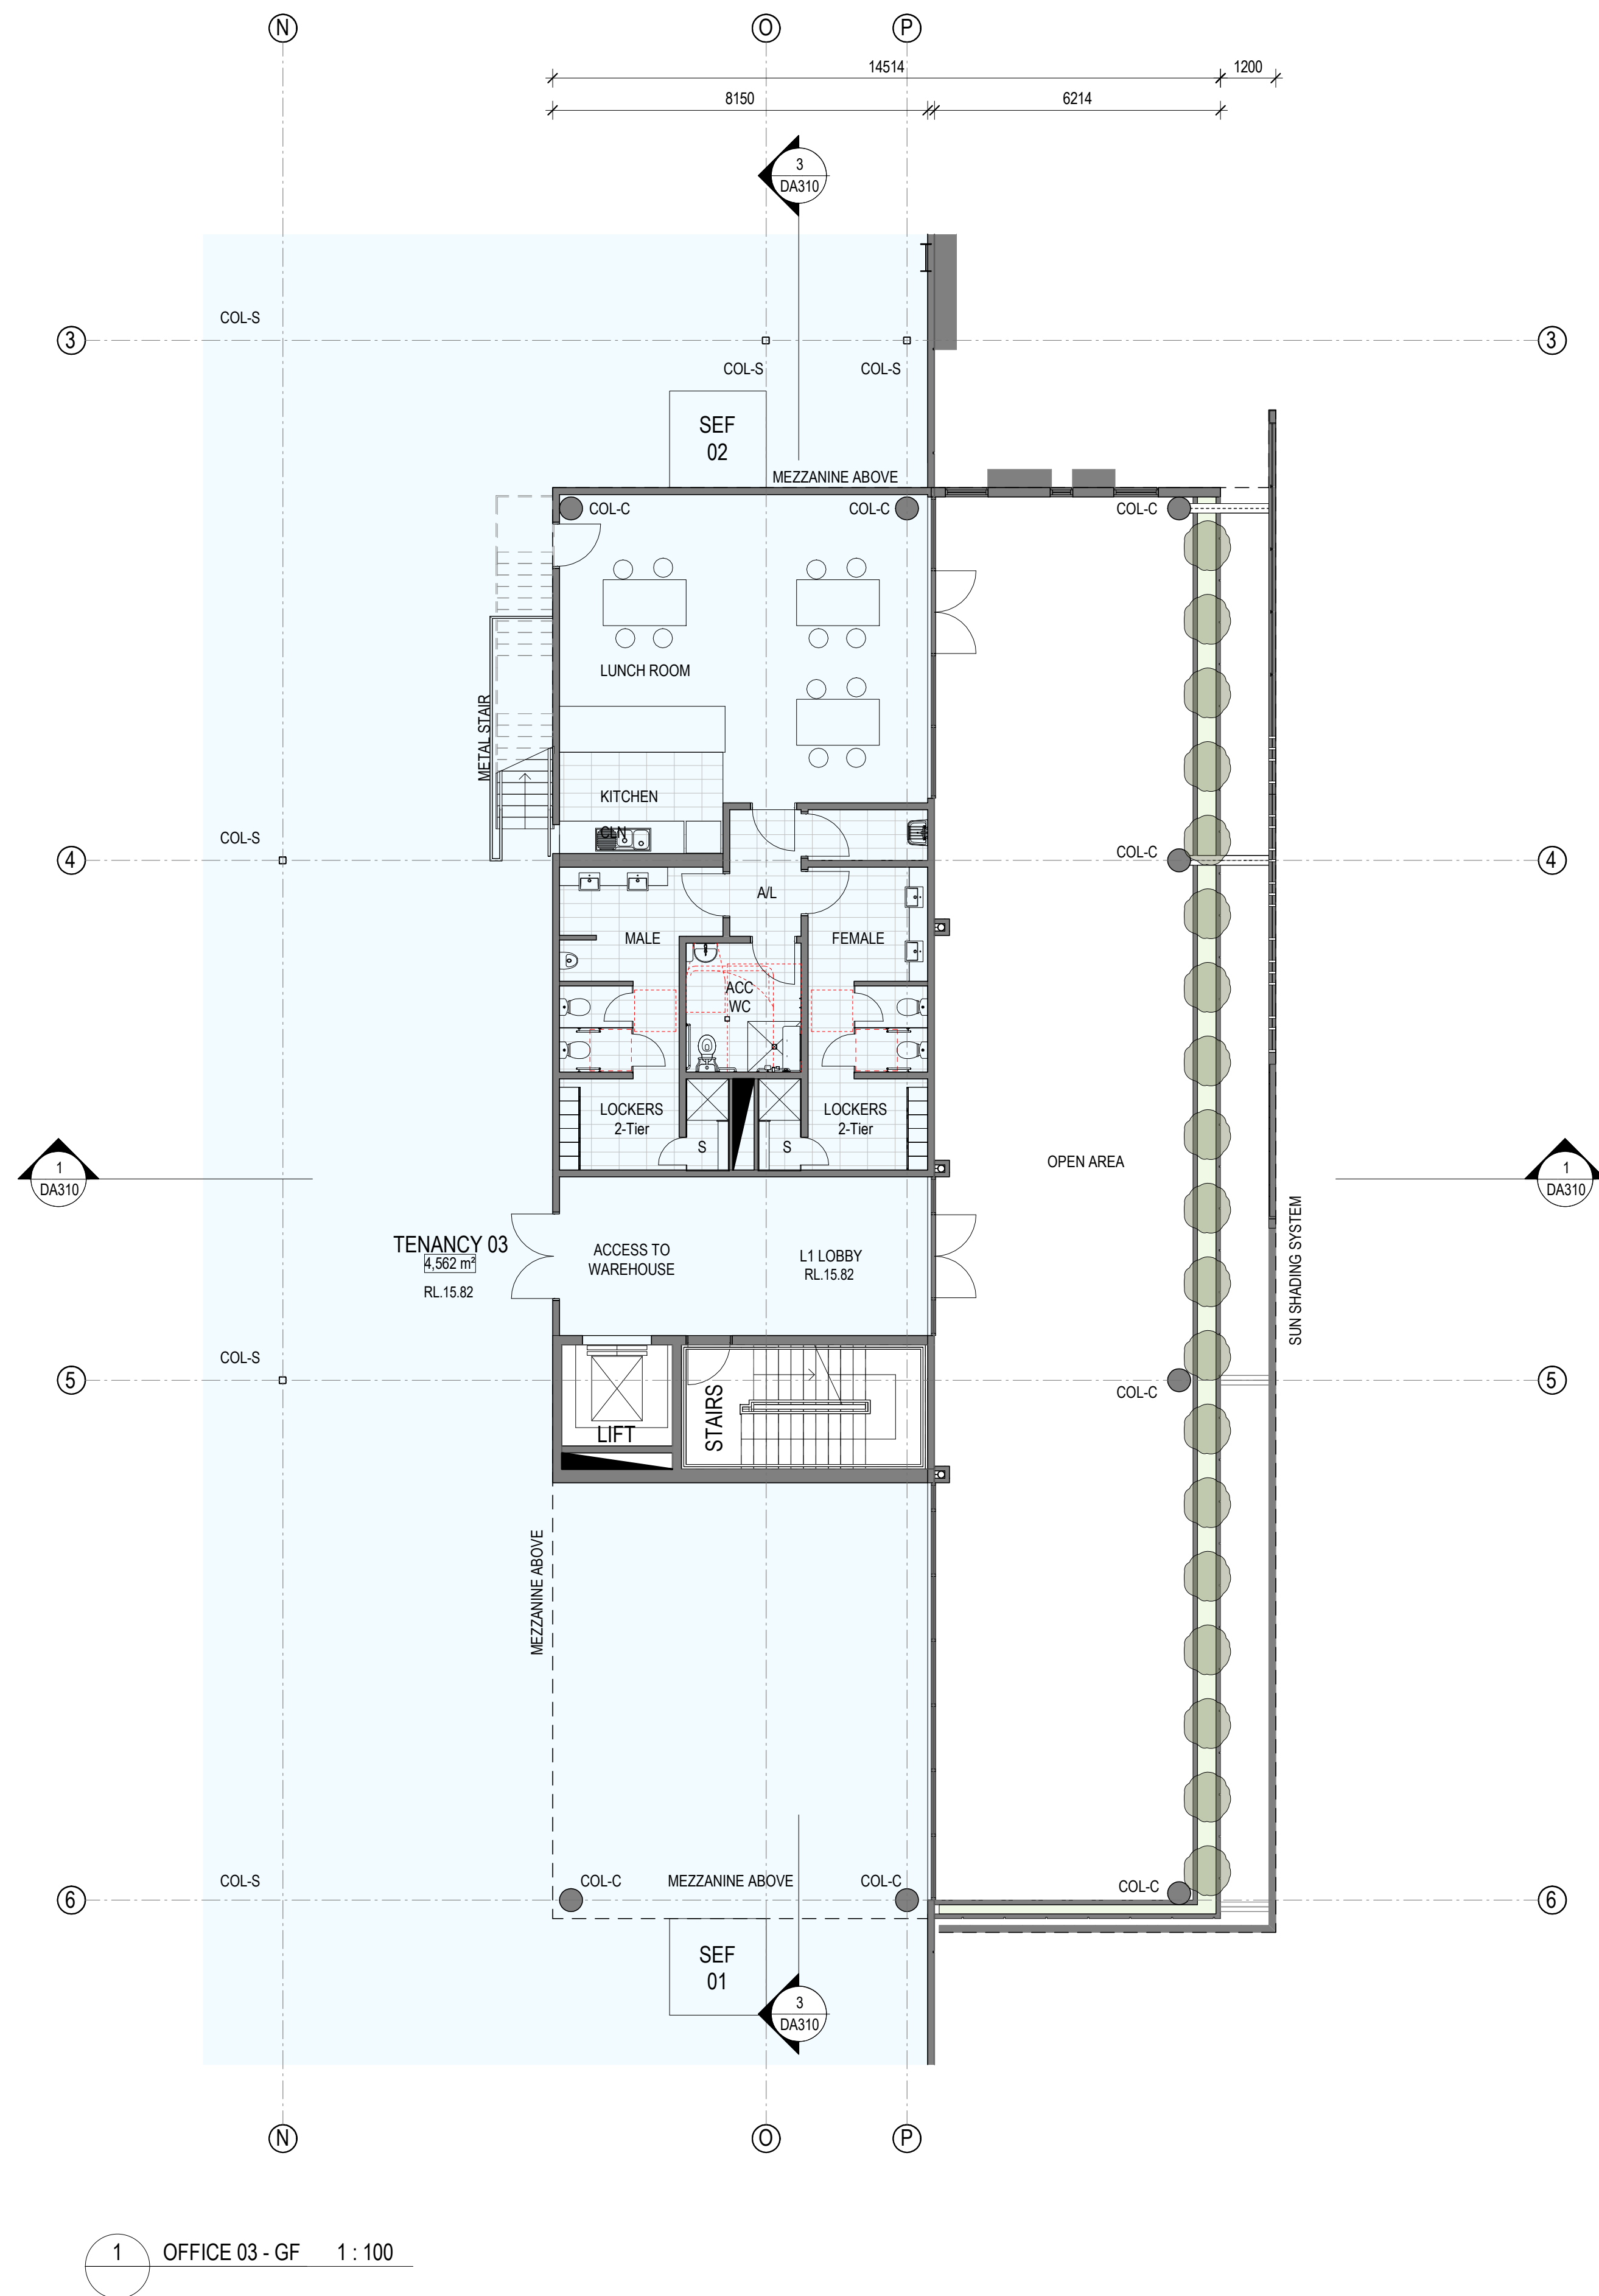 N
O
P
14514
1200
8150
6214
3
DA310
COL-S
3
3
COL-S
COL-S
SEF
02
MEZZANINE ABOVE
COL-C
COL-C
COL-C
LUNCH ROOM
METAL STAIR
KITCHEN
CLN
COL-S
4
COL-C
4
A/L
MALE
FEMALE
ACC
WC
LOCKERS
2-Tier
S
S
LOCKERS
2-Tier
OPEN AREA
1
DA310
1
DA310
SUN SHADING SYSTEM
TENANCY 03
4,562 m²
RL.15.82
ACCESS TO
WAREHOUSE
L1 LOBBY
RL.15.82
COL-S
5
COL-C
5
LIFT
STAIRS
MEZZANINE ABOVE
COL-S
COL-C
MEZZANINE ABOVE
COL-C
COL-C
6
6
SEF
01
3
DA310
N
O
P
1
OFFICE 03 - GF
1 : 100